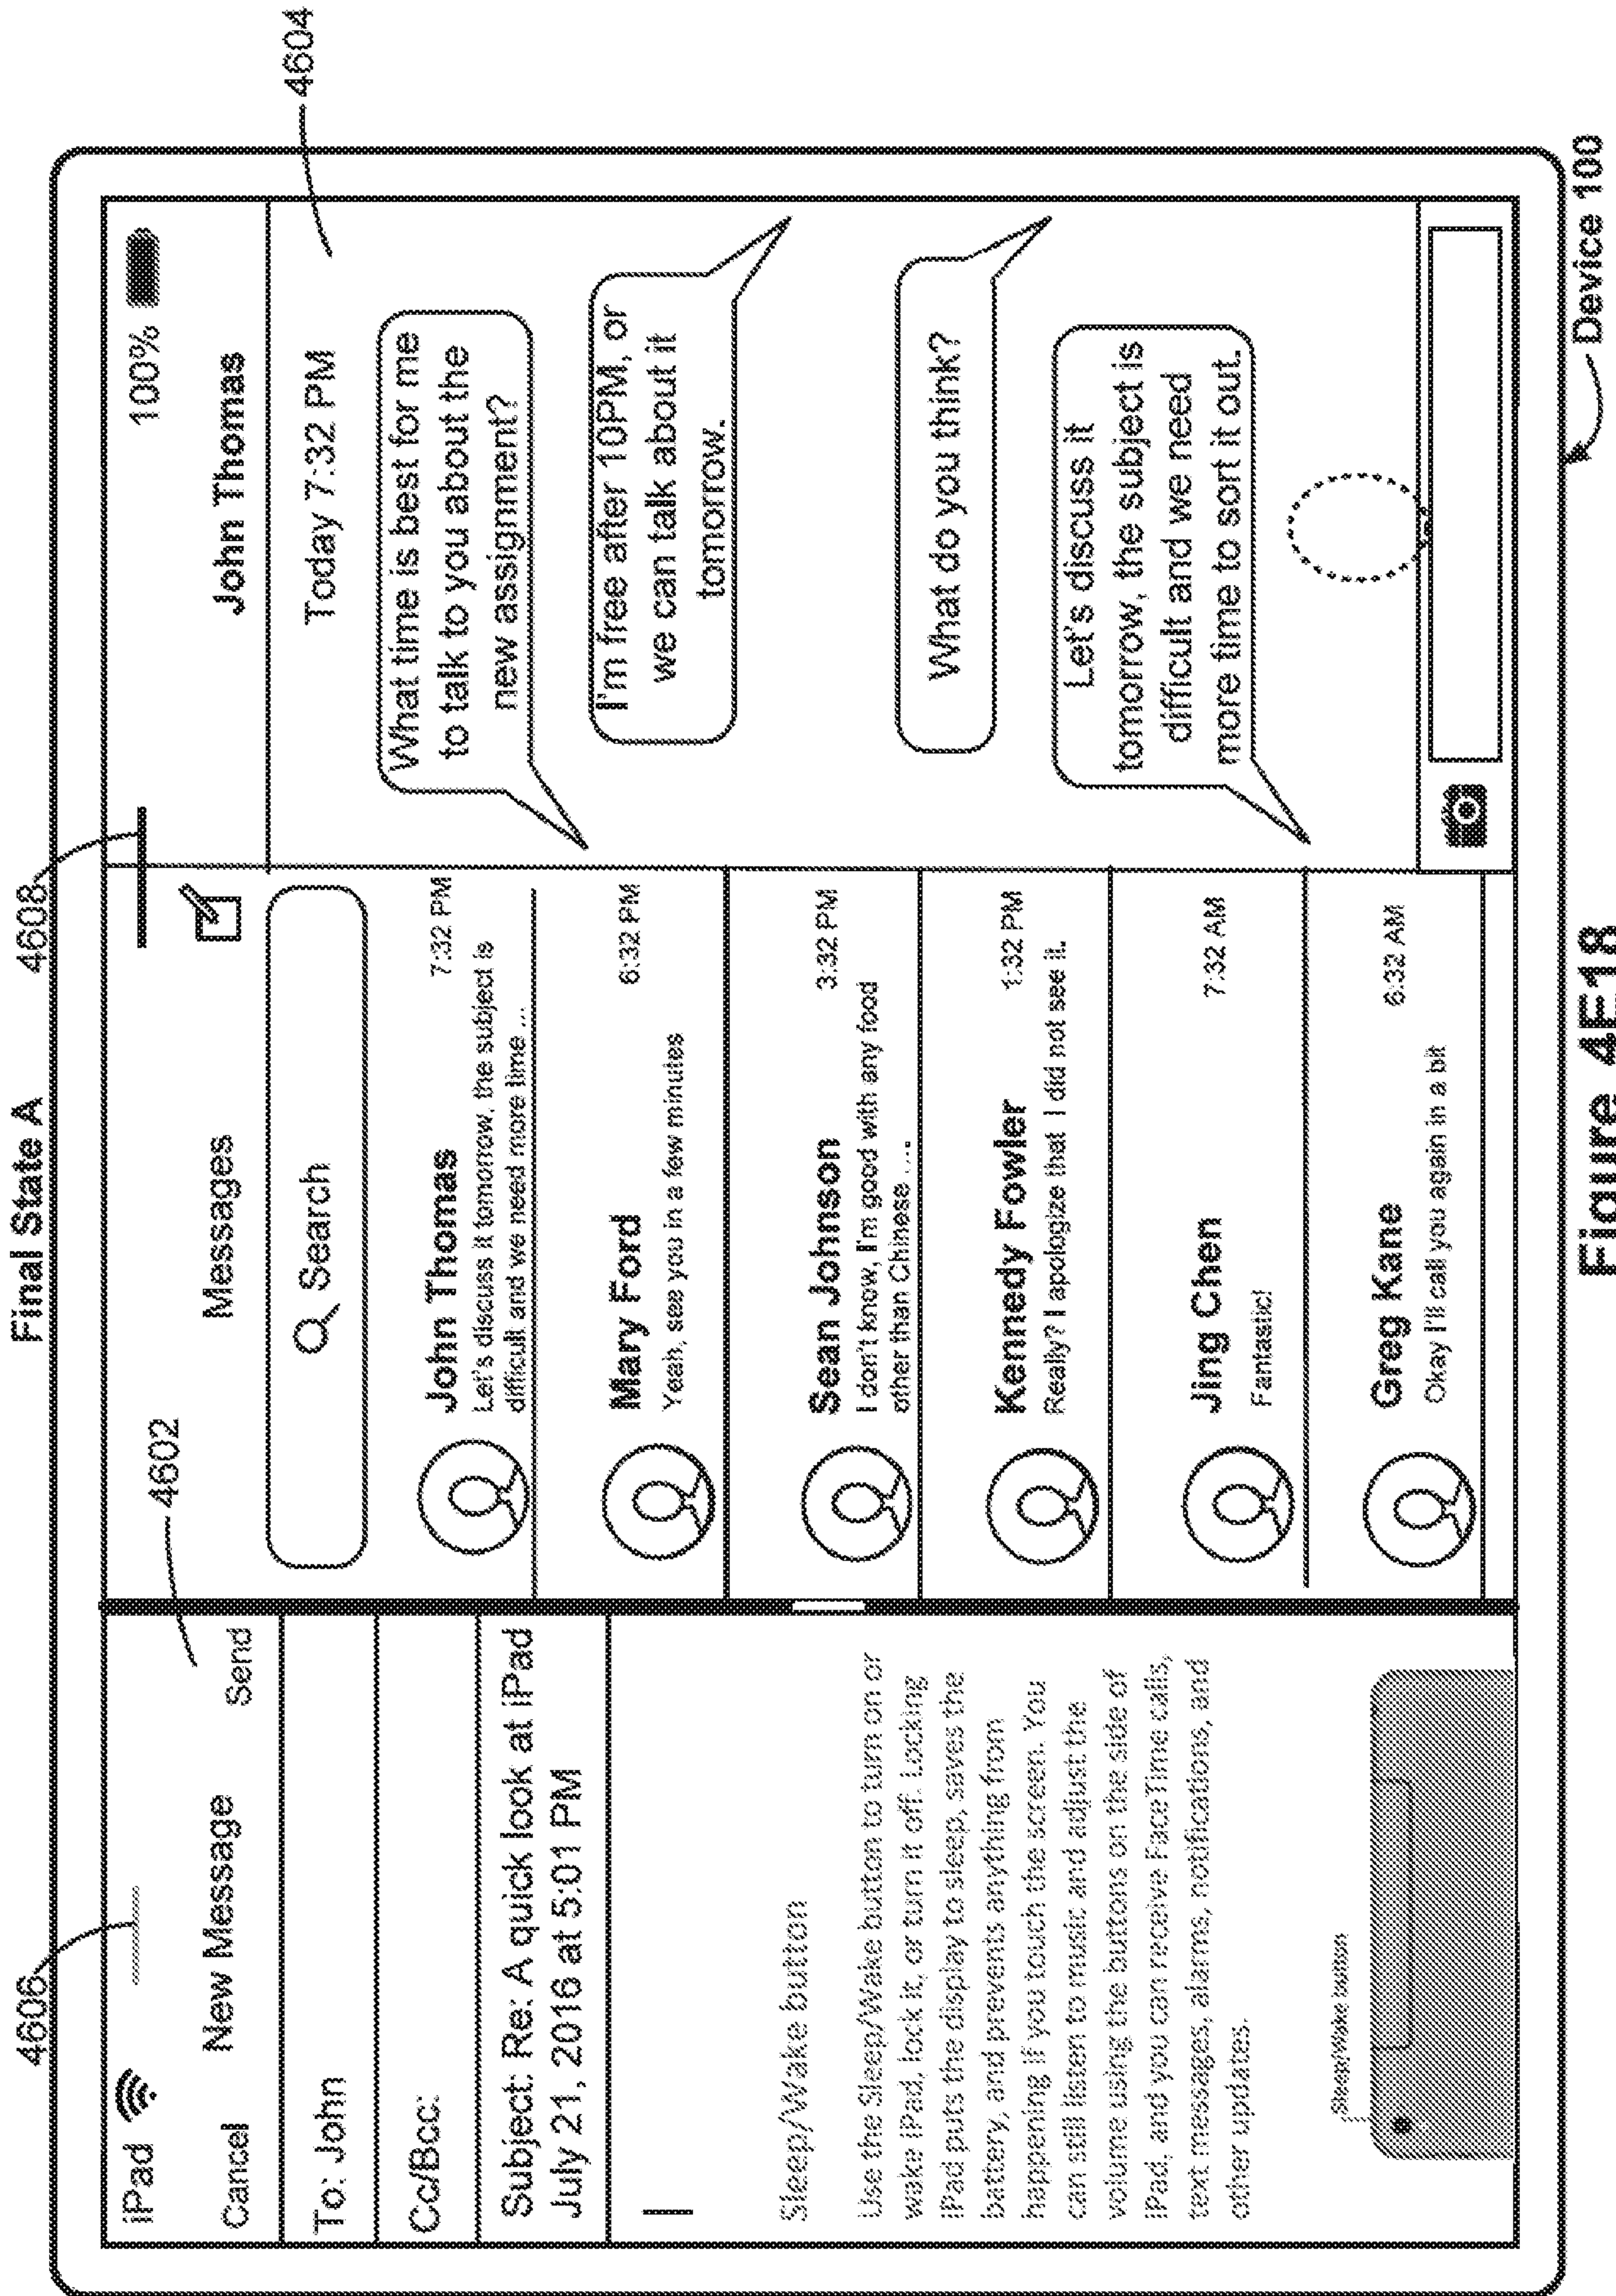 Final State A
4606
4608
4602
4604
iPad
100%
Cancel
New Message
Send
To: John
Cc/Bcc:
Subject: Re: A quick look at iPad
July 21, 2016 at 5:01 PM
Sleep/Wake button
Use the Sleep/Wake button to turn on or
wake iPad, lock it, or turn it off. Locking
iPad puts the display to sleep, saves the
battery, and prevents anything from
happening if you touch the screen. You
can still listen to music and adjust the
volume using the buttons on the side of
iPad, and you can receive FaceTime calls,
text messages, alarms, notifications, and
other updates.
Sleep/Wake button
Messages
Search
John Thomas
7:32 PM
Let's discuss it tomorrow, the subject is
difficult and we need more time ...
Mary Ford
6:32 PM
Yeah, see you in a few minutes
Sean Johnson
3:32 PM
I don't know, I'm good with any food
other than Chinese ....
Kennedy Fowler
1:32 PM
Really? I apologize that I did not see it.
Jing Chen
7:32 AM
Fantastic!
Greg Kane
6:32 AM
Okay I'll call you again in a bit
John Thomas
Today 7:32 PM
What time is best for me
to talk to you about the
new assignment?
I'm free after 10PM, or
we can talk about it
tomorrow.
What do you think?
Let's discuss it
tomorrow, the subject is
difficult and we need
more time to sort it out.
Device 100
Figure 4E18